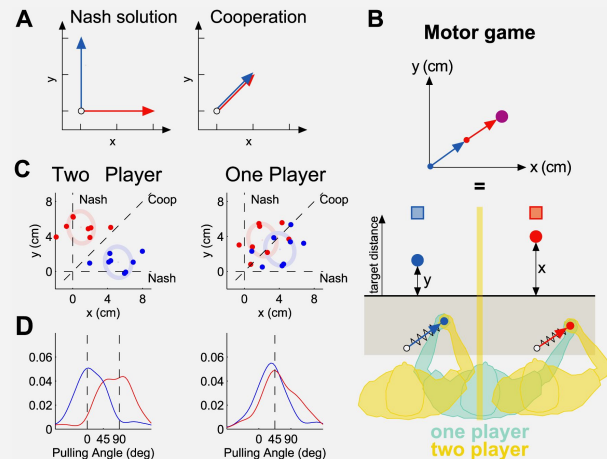 A
Nash solution
Cooperation
y
x
y
x
B
Motor game
y (cm)
x (cm)
=
target distance
y
x
one player
two player
C
Two Player
One Player
Nash
Coop
Nash
8
4
0
y (cm)
0 4 8
x (cm)
Nash
Coop
Nash
8
4
0
y (cm)
0 4 8
x (cm)
D
0.06
0.04
0.02
0
0 45 90
Pulling Angle (deg)
0.06
0.04
0.02
0
0 45 90
Pulling Angle (deg)